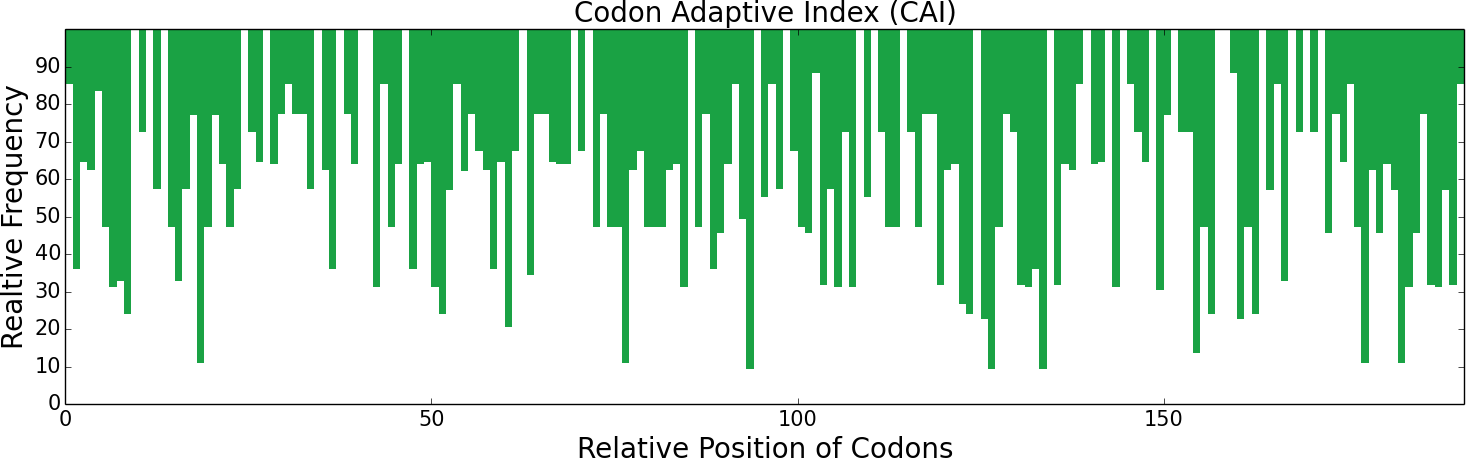 Codon Adaptive Index (CAI)
Realtive Frequency
90
80
70
60
50
40
30
20
10
0
0 50 100 150
Relative Position of Codons